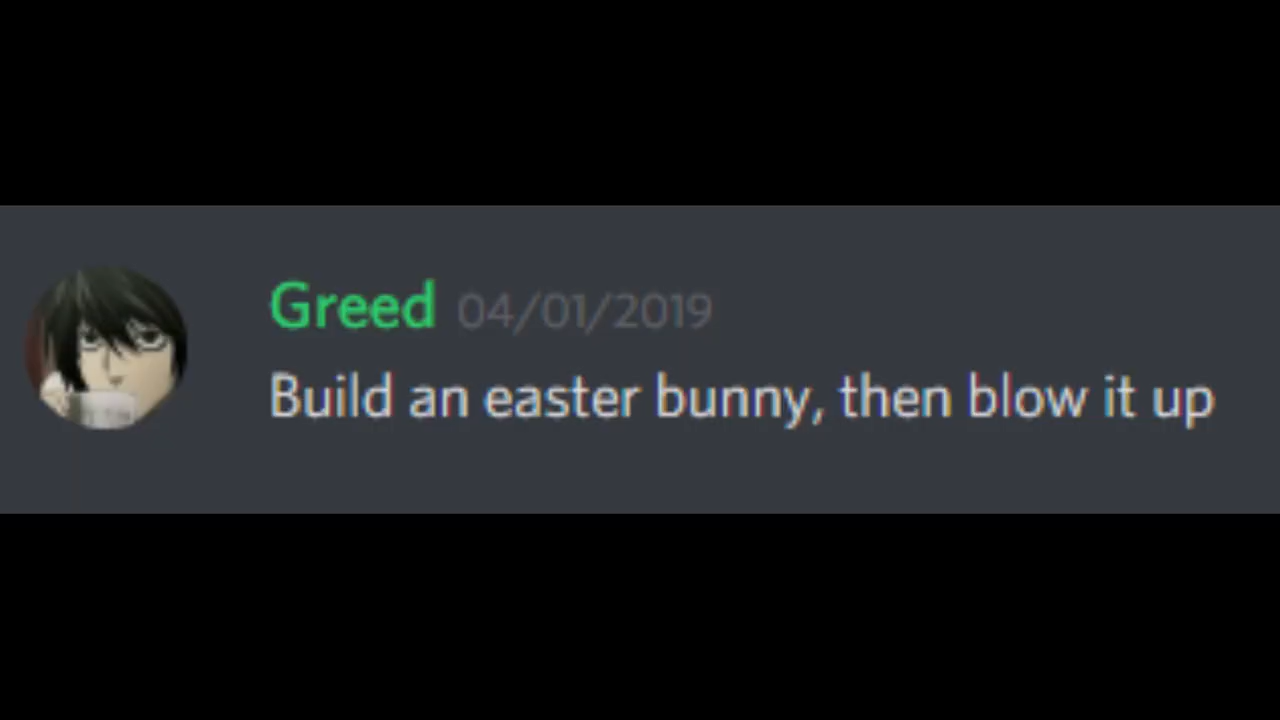 Greed 04/01/2019
Build an easter bunny, then blow it up